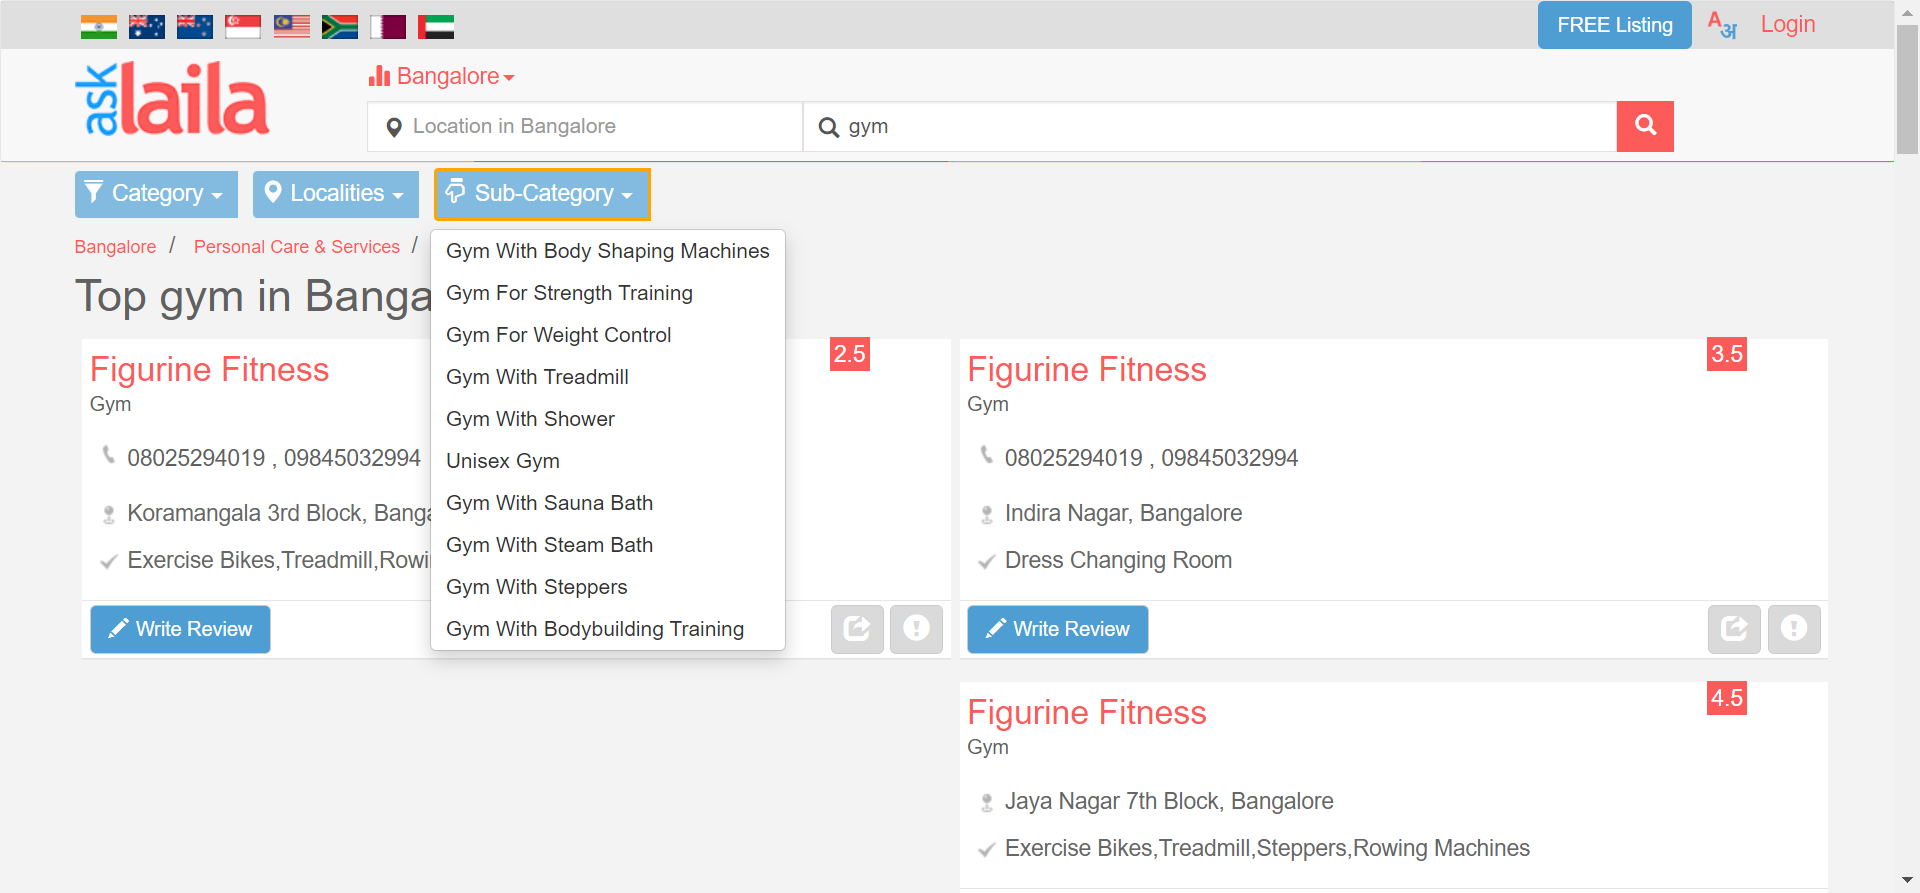 FREE Listing
Aअ
Login
ask laila
Bangalore
Location in Bangalore
gym
Category
Localities
Sub-Category
Bangalore / Personal Care & Services /
Top gym in Banga
Gym With Body Shaping Machines
Gym For Strength Training
Gym For Weight Control
Gym With Treadmill
Gym With Shower
Unisex Gym
Gym With Sauna Bath
Gym With Steam Bath
Gym With Steppers
Gym With Bodybuilding Training
Figurine Fitness
2.5
Gym
08025294019 , 09845032994
Koramangala 3rd Block, Banga
Exercise Bikes,Treadmill,Rowi
Write Review
Figurine Fitness
3.5
Gym
08025294019 , 09845032994
Indira Nagar, Bangalore
Dress Changing Room
Write Review
Figurine Fitness
4.5
Gym
Jaya Nagar 7th Block, Bangalore
Exercise Bikes,Treadmill,Steppers,Rowing Machines